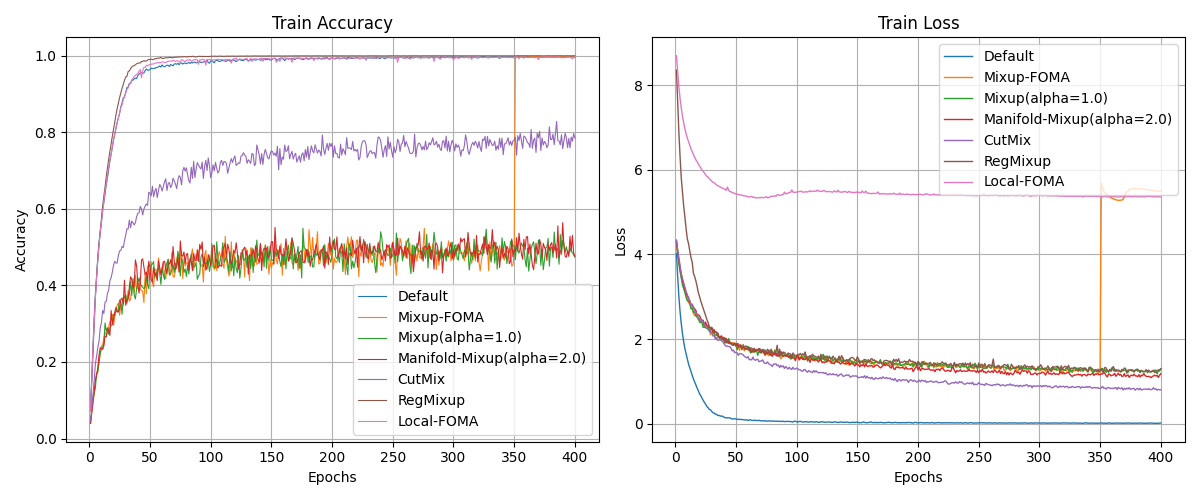 Train Accuracy
1.0
0.8
0.6
0.4
0.2
0.0
Accuracy
Default
Mixup-FOMA
Mixup(alpha=1.0)
Manifold-Mixup(alpha=2.0)
CutMix
RegMixup
Local-FOMA
0 50 100 150 200 250 300 350 400
Epochs
Train Loss
8
6
4
2
0
Loss
Default
Mixup-FOMA
Mixup(alpha=1.0)
Manifold-Mixup(alpha=2.0)
CutMix
RegMixup
Local-FOMA
0 50 100 150 200 250 300 350 400
Epochs